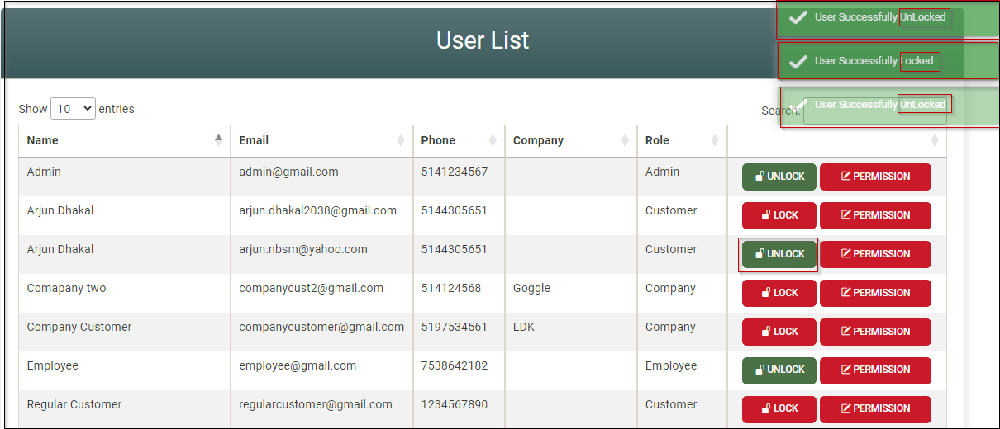 User Successfully UnLocked
User List
User Successfully Locked
Show 10 entries
Search:
User Successfully UnLocked
Name Email Phone Company Role
Admin admin@gmail.com 5141234567 Admin UNLOCK PERMISSION
Arjun Dhakal arjun.dhakal2038@gmail.com 5144305651 Customer LOCK PERMISSION
Arjun Dhakal arjun.nbsm@yahoo.com 5144305651 Customer UNLOCK PERMISSION
Comapany two companycust2@gmail.com 514124568 Goggle Company LOCK PERMISSION
Company Customer companycustomer@gmail.com 5197534561 LDK Company LOCK PERMISSION
Employee employee@gmail.com 7538642182 Employee UNLOCK PERMISSION
Regular Customer regularcustomer@gmail.com 1234567890 Customer LOCK PERMISSION